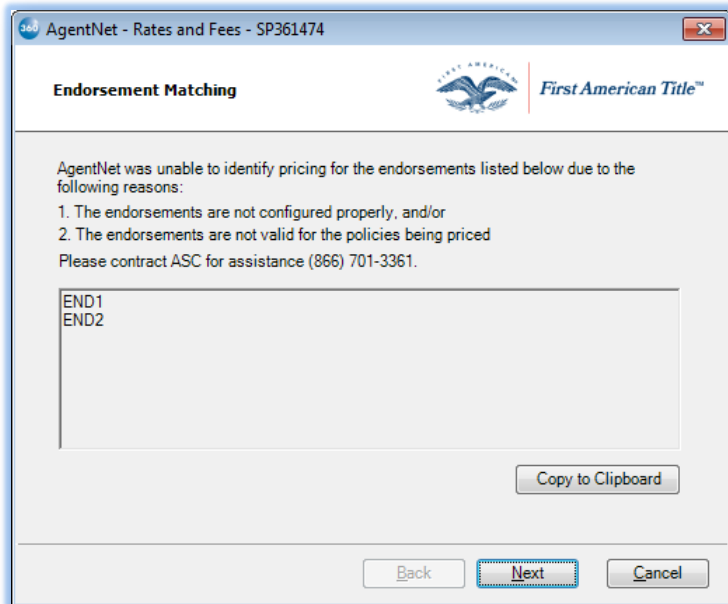 360 AgentNet - Rates and Fees - SP361474
Endorsement Matching
FIRST AMERICAN
First American Title™
AgentNet was unable to identify pricing for the endorsements listed below due to the
following reasons:
1. The endorsements are not configured properly, and/or
2. The endorsements are not valid for the policies being priced
Please contract ASC for assistance (866) 701-3361.
END1
END2
Copy to Clipboard
Back
Next
Cancel